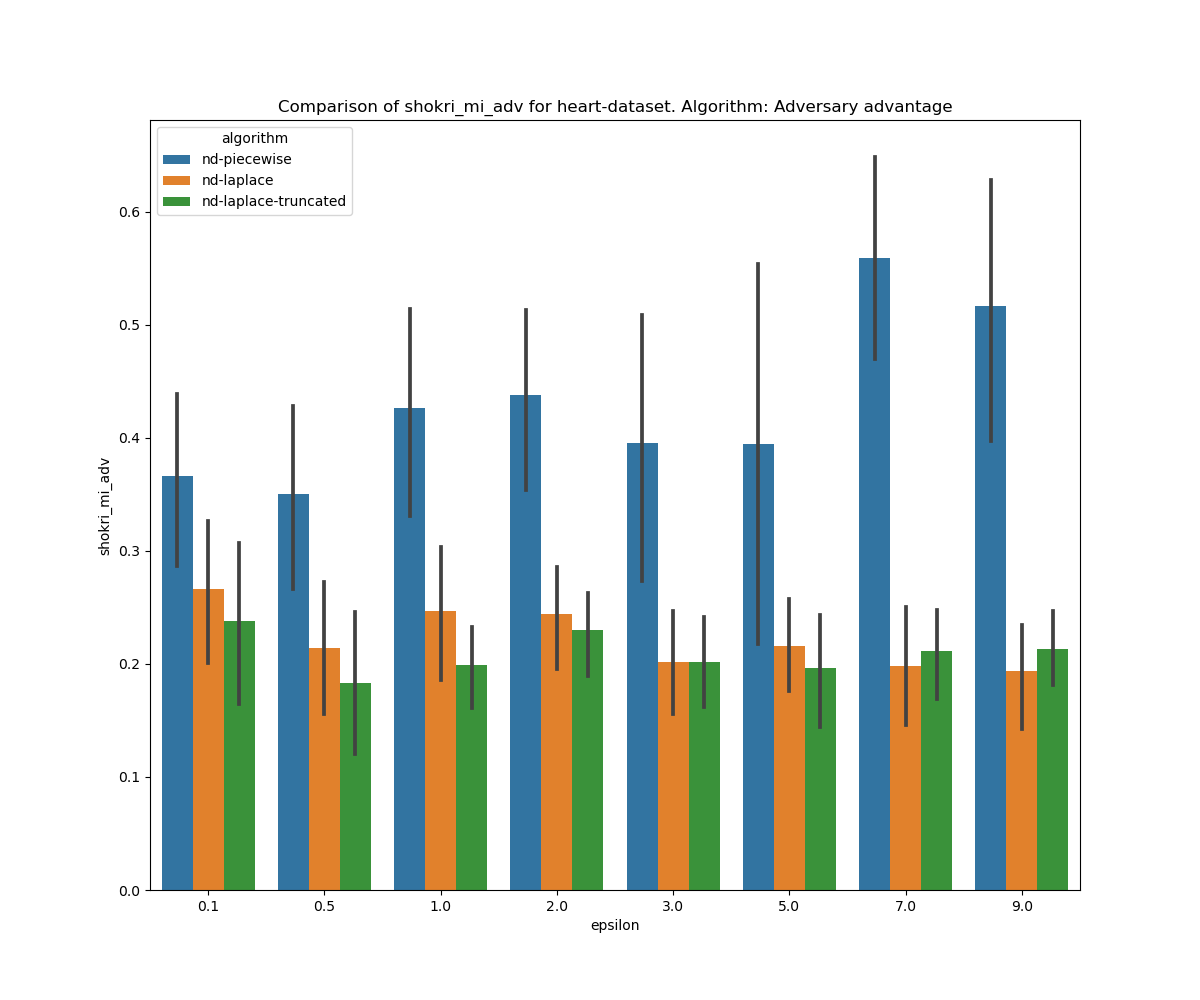 Comparison of shokri_mi_adv for heart-dataset. Algorithm: Adversary advantage
algorithm
nd-piecewise
nd-laplace
nd-laplace-truncated
shokri_mi_adv
0.6
0.5
0.4
0.3
0.2
0.1
0.0
0.1 0.5 1.0 2.0 3.0 5.0 7.0 9.0
epsilon